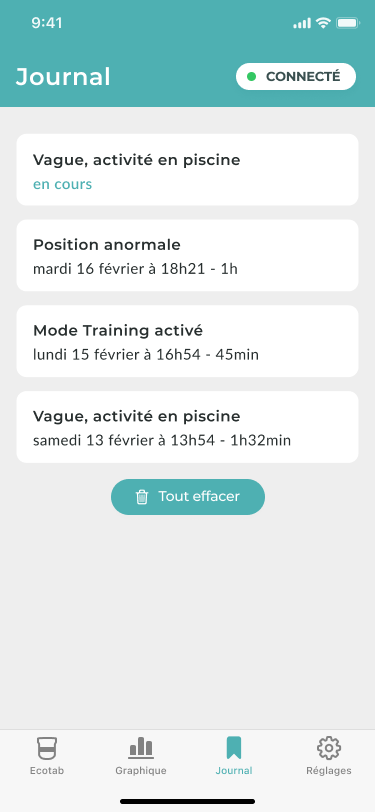 9:41
Journal
CONNECTÉ
Vague, activité en piscine
en cours
Position anormale
mardi 16 février à 18h21 - 1h
Mode Training activé
lundi 15 février à 16h54 - 45min
Vague, activité en piscine
samedi 13 février à 13h54 - 1h32min
Tout effacer
Ecotab
Graphique
Journal
Réglages